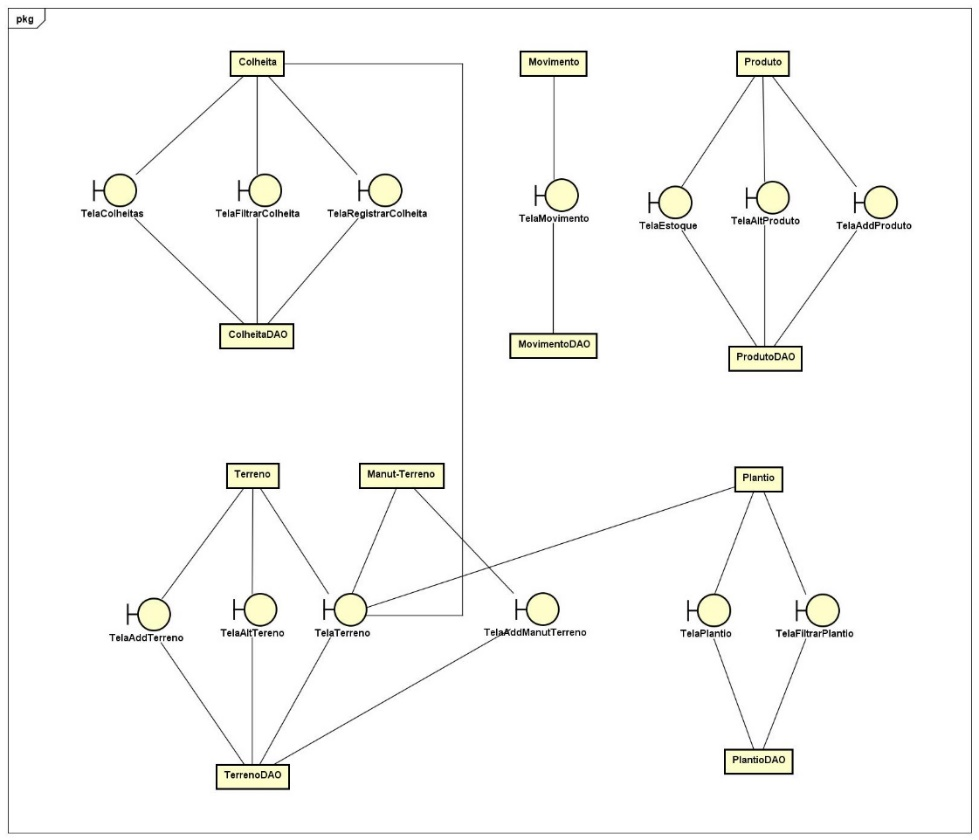 pkg
Colheita
Movimento
Produto
TelaColheitas
TelaFiltrarColheita
TelaRegistrarColheita
TelaMovimento
TelaEstoque
TelaAltProduto
TelaAddProduto
ColheitaDAO
MovimentoDAO
ProdutoDAO
Terreno
Manut-Terreno
Plantio
TelaAddTerreno
TelaAltTereno
TelaTerreno
TelaAddManutTerreno
TelaPlantio
TelaFiltrarPlantio
TerrenoDAO
PlantioDAO